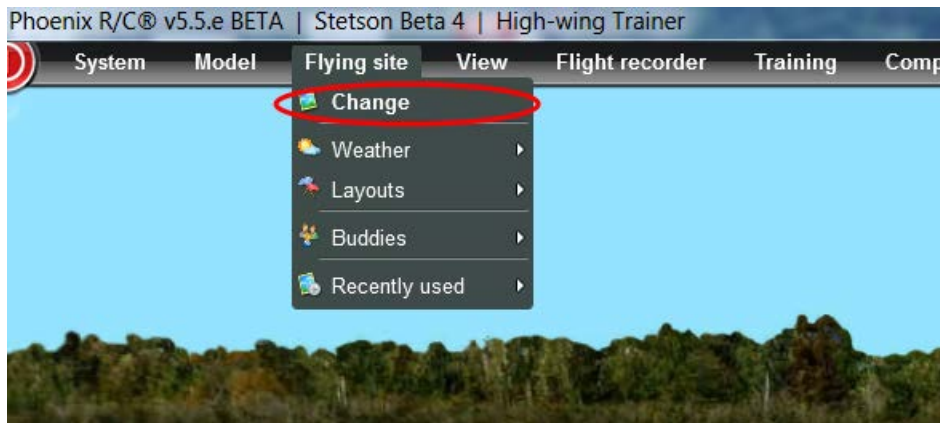 Phoenix R/C® v5.5.e BETA | Stetson Beta 4 | High-wing Trainer
System Model Flying site View Flight recorder Training Comp
Change
Weather
Layouts
Buddies
Recently used